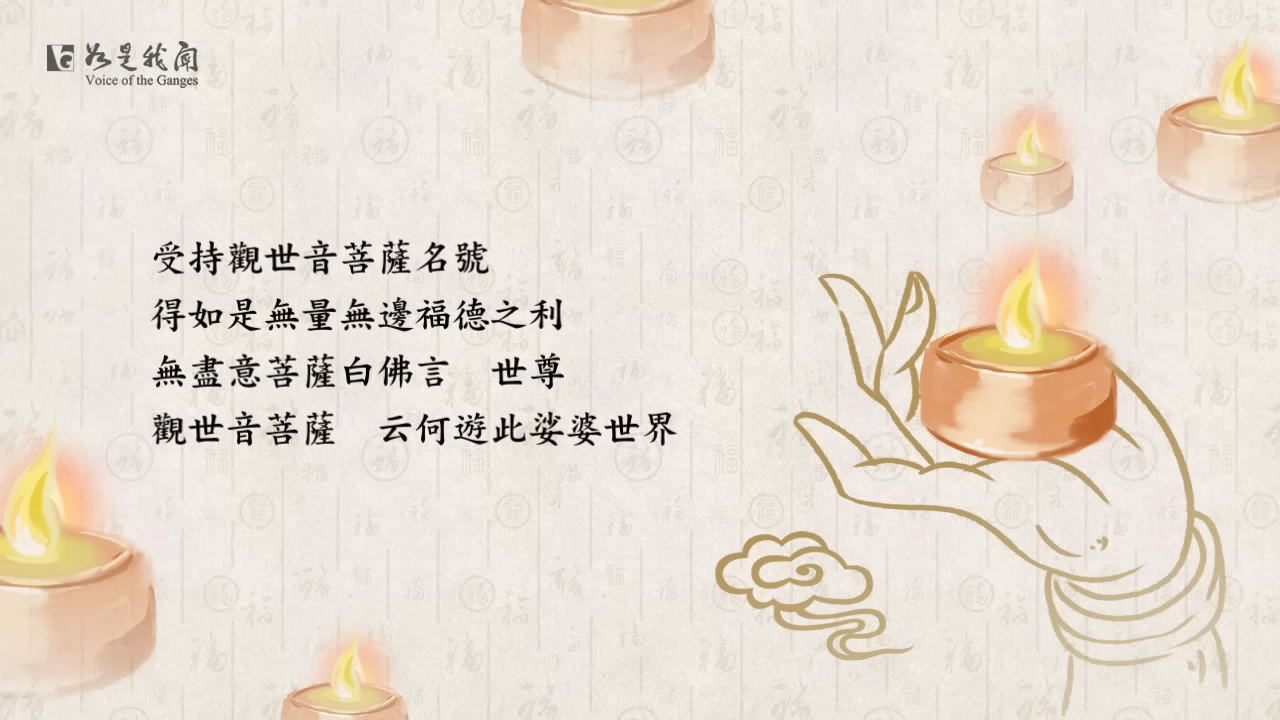 如是我聞
Voice of the Ganges
受持觀世音菩薩名號
得如是無量無邊福德之利
無盡意菩薩白佛言　世尊
觀世音菩薩　云何遊此娑婆世界